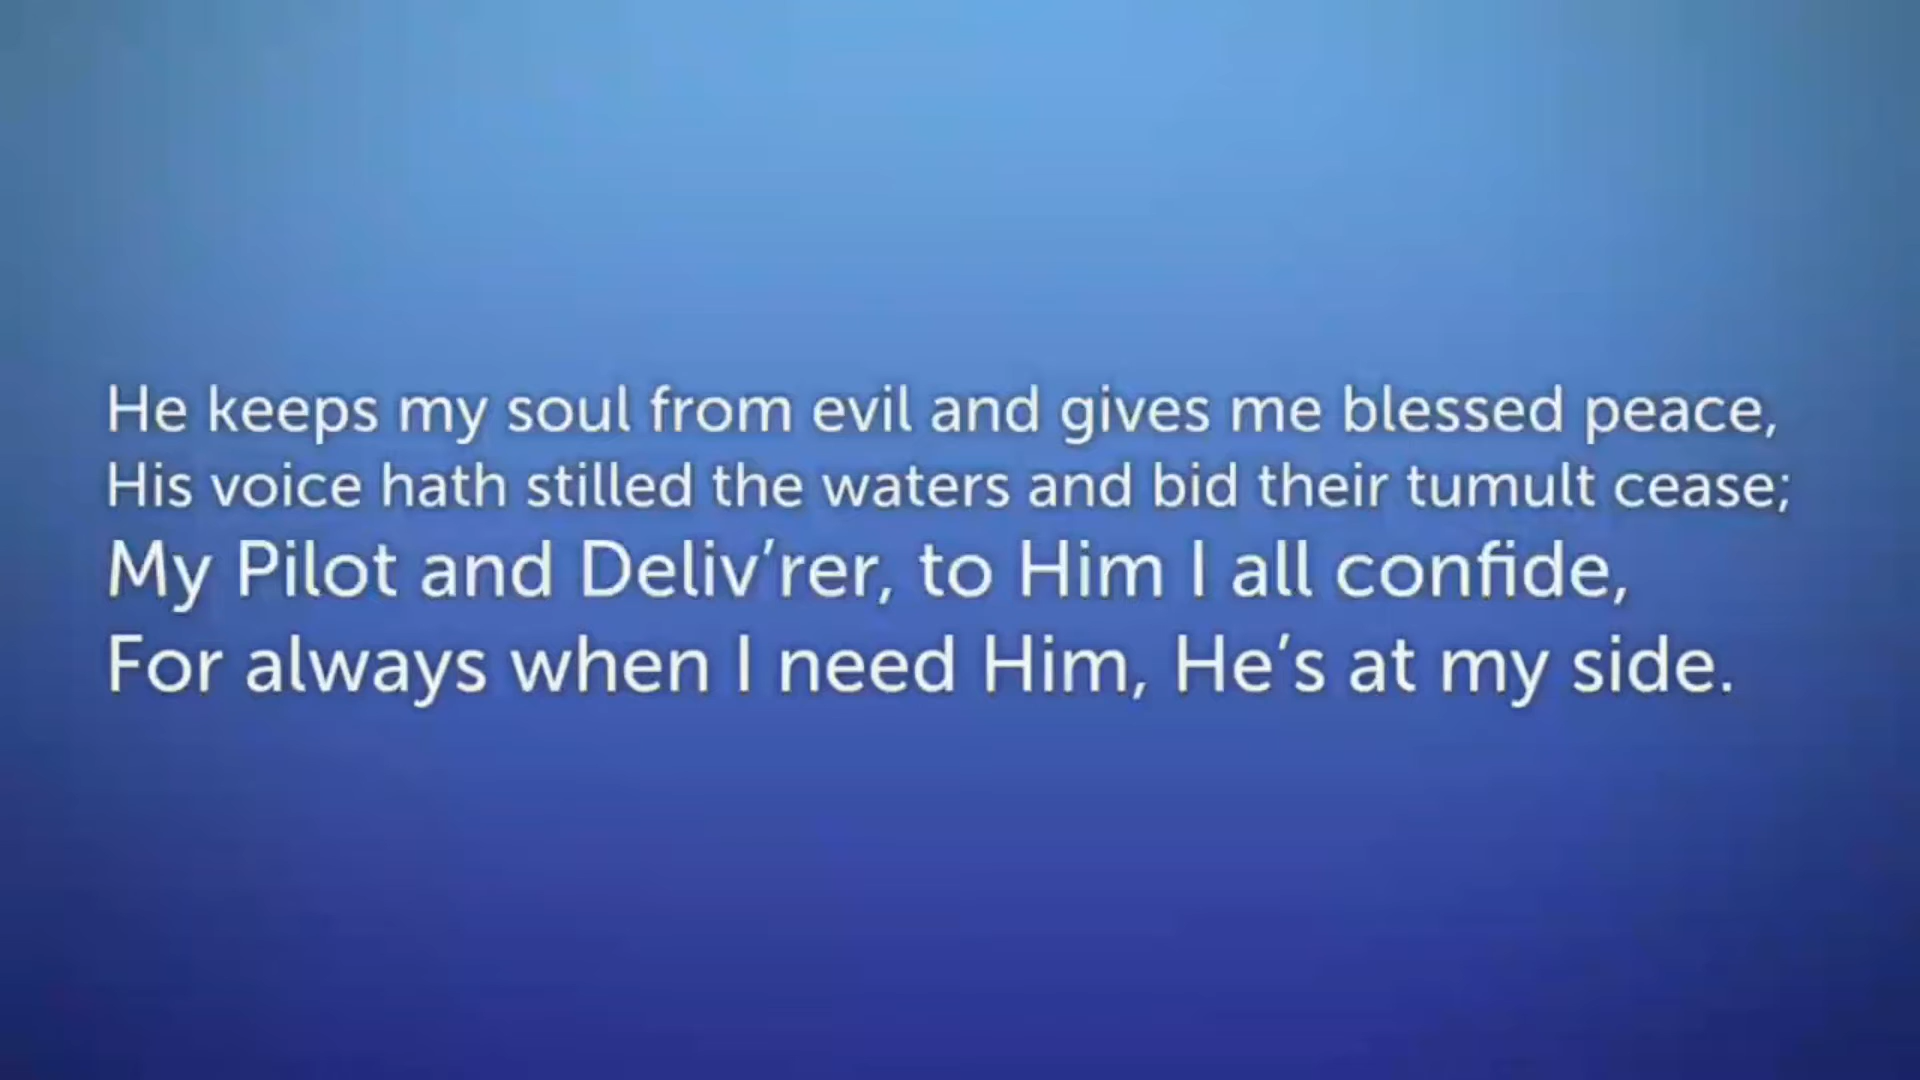 He keeps my soul from evil and gives me blessed peace,
His voice hath stilled the waters and bid their tumult cease;
My Pilot and Deliv’rer, to Him I all confide,
For always when I need Him, He’s at my side.